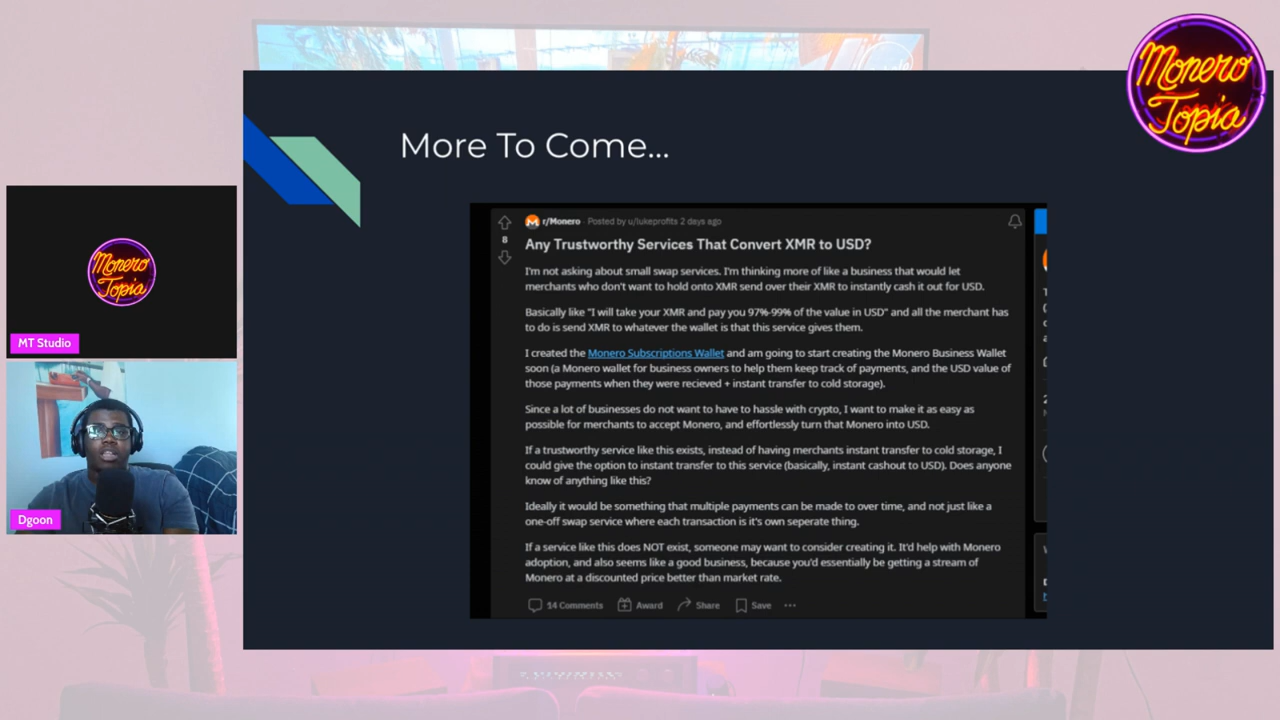 Monero
Topia
More To Come...
r/Monero · Posted by u/lukeprofits 2 days ago
8
Any Trustworthy Services That Convert XMR to USD?
I'm not asking about small swap services. I'm thinking more of like a business that would let
merchants who don't want to hold onto XMR send over their XMR to instantly cash it out for USD.
Basically like "I will take your XMR and pay you 97%-99% of the value in USD" and all the merchant has
to do is send XMR to whatever the wallet is that this service gives them.
I created the Monero Subscriptions Wallet and am going to start creating the Monero Business Wallet
soon (a Monero wallet for business owners to help them keep track of payments, and the USD value of
those payments when they were recieved + instant transfer to cold storage).
Since a lot of businesses do not want to have to hassle with crypto, I want to make it as easy as
possible for merchants to accept Monero, and effortlessly turn that Monero into USD.
If a trustworthy service like this exists, instead of having merchants instant transfer to cold storage, I
could give the option to instant transfer to this service (basically, instant cashout to USD). Does anyone
know of anything like this?
Ideally it would be something that multiple payments can be made to over time, and not just like a
one-off swap service where each transaction is it's own seperate thing.
If a service like this does NOT exist, someone may want to consider creating it. It'd help with Monero
adoption, and also seems like a good business, because you'd essentially be getting a stream of
Monero at a discounted price better than market rate.
14 Comments Award Share Save ...
Monero
Topia
MT Studio
Dgoon